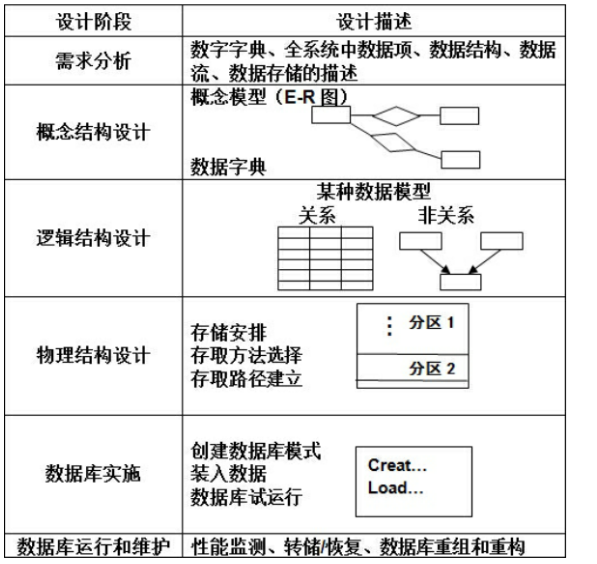 设计阶段 设计描述
需求分析
数字字典、全系统中数据项、数据结构、数据
流、数据存储的描述
概念结构设计
概念模型（E-R 图）
数据字典
逻辑结构设计
某种数据模型
关系 非关系
物理结构设计
存储安排
存取方法选择
存取路径建立
⋮ 分区 1
分区 2
数据库实施
创建数据库模式
装入数据
数据库试运行
Creat...
Load...
数据库运行和维护 性能监测、转储/恢复、数据库重组和重构